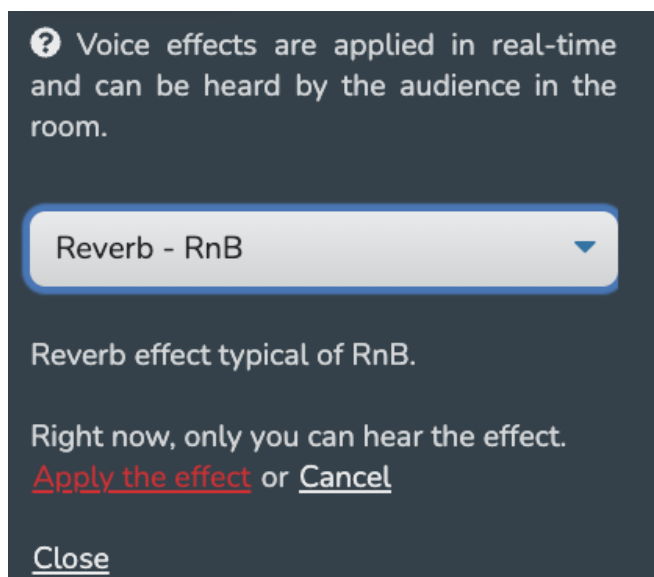 Voice effects are applied in real-time
and can be heard by the audience in the
room.
Reverb - RnB
Reverb effect typical of RnB.
Right now, only you can hear the effect.
Apply the effect or Cancel
Close